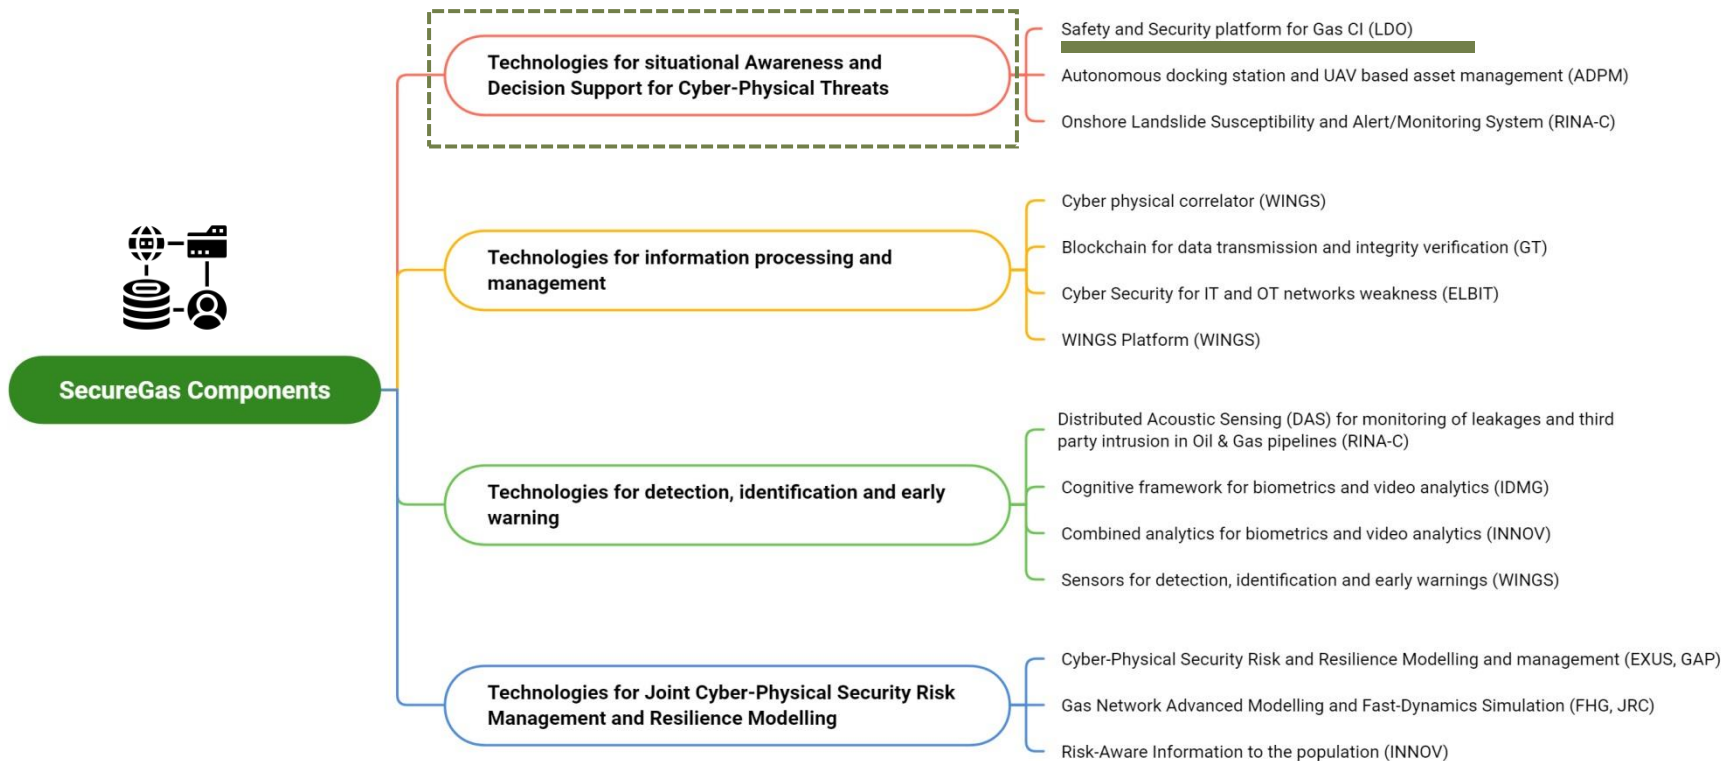 SecureGas Components
Technologies for situational Awareness and
Decision Support for Cyber-Physical Threats
Safety and Security platform for Gas CI (LDO)
Autonomous docking station and UAV based asset management (ADPM)
Onshore Landslide Susceptibility and Alert/Monitoring System (RINA-C)
Technologies for information processing and
management
Cyber physical correlator (WINGS)
Blockchain for data transmission and integrity verification (GT)
Cyber Security for IT and OT networks weakness (ELBIT)
WINGS Platform (WINGS)
Technologies for detection, identification and early
warning
Distributed Acoustic Sensing (DAS) for monitoring of leakages and third
party intrusion in Oil & Gas pipelines (RINA-C)
Cognitive framework for biometrics and video analytics (IDMG)
Combined analytics for biometrics and video analytics (INNOV)
Sensors for detection, identification and early warnings (WINGS)
Technologies for Joint Cyber-Physical Security Risk
Management and Resilience Modelling
Cyber-Physical Security Risk and Resilience Modelling and management (EXUS, GAP)
Gas Network Advanced Modelling and Fast-Dynamics Simulation (FHG, JRC)
Risk-Aware Information to the population (INNOV)